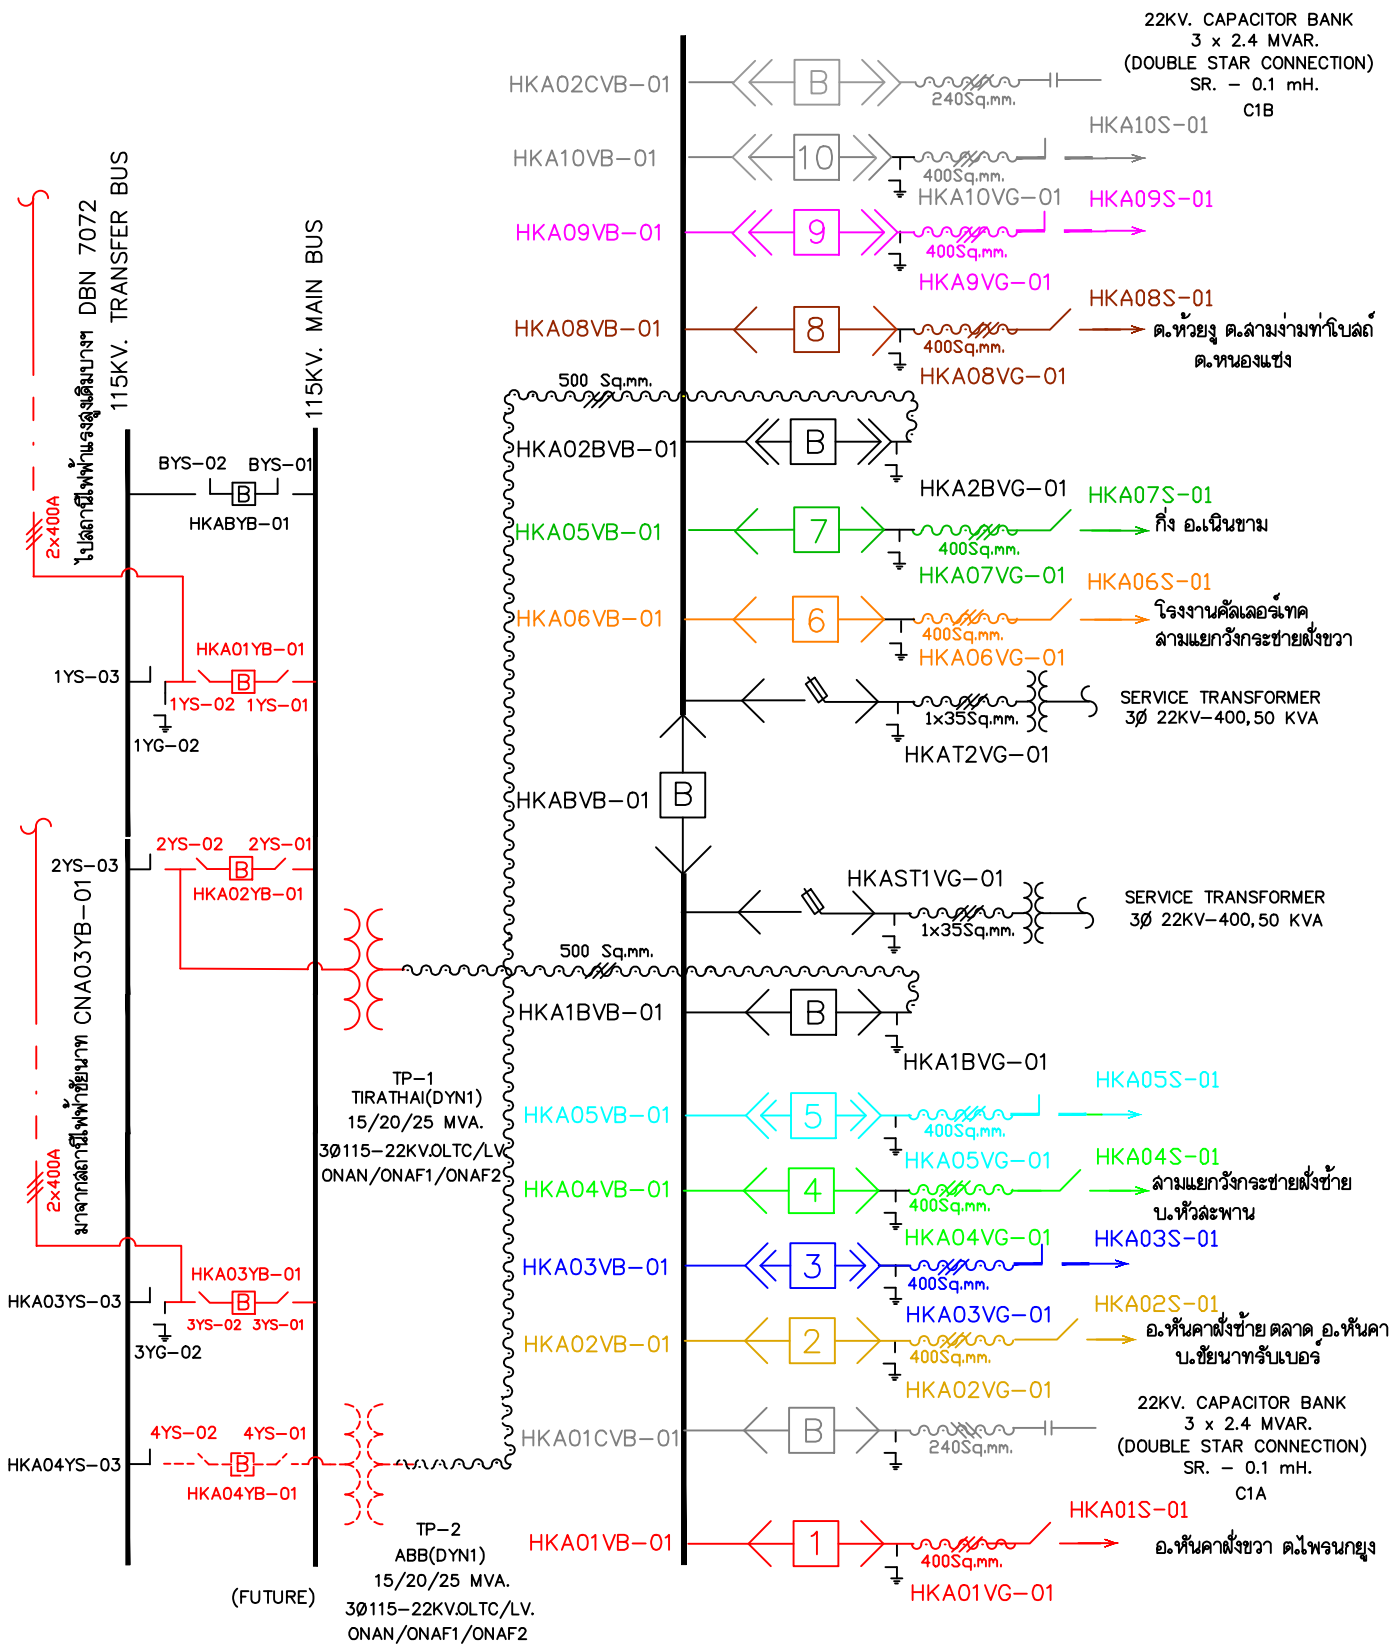 22KV. CAPACITOR BANK
3 x 2.4 MVAR.
(DOUBLE STAR CONNECTION)
SR. – 0.1 mH.
C1B
HKA02CVB–01
B
240Sq.mm.
HKA10S–01
HKA10VB–01
10
400Sq.mm.
HKA10VG–01
HKA09S–01
HKA09VB–01
9
400Sq.mm.
HKA9VG–01
HKA08S–01
HKA08VB–01
8
400Sq.mm.
ต.ห้วยงู ต.สามง่ามท่าโบสถ์
ต.หนองแซ่ง
HKA08VG–01
500 Sq.mm.
HKA02BVB–01
B
HKA2BVG–01
HKA07S–01
HKA05VB–01
7
400Sq.mm.
กิ่ง อ.เนินขาม
HKA07VG–01
HKA06S–01
HKA06VB–01
6
400Sq.mm.
โรงงานคัลเลอร์เทค
สามแยกวังกระชายฝั่งขวา
HKA06VG–01
1x35Sq.mm.
SERVICE TRANSFORMER
3Ø 22KV–400,50 KVA
HKAT2VG–01
HKABVB–01
B
HKAST1VG–01
1x35Sq.mm.
SERVICE TRANSFORMER
3Ø 22KV–400,50 KVA
500 Sq.mm.
HKA1BVB–01
B
HKA1BVG–01
HKA05S–01
HKA05VB–01
5
400Sq.mm.
HKA05VG–01
HKA04S–01
HKA04VB–01
4
400Sq.mm.
สามแยกวังกระชายฝั่งซ้าย
บ.หัวสะพาน
HKA04VG–01
HKA03S–01
HKA03VB–01
3
400Sq.mm.
HKA03VG–01
HKA02S–01
HKA02VB–01
2
400Sq.mm.
อ.หันคาฝั่งซ้าย ตลาด อ.หันคา
บ.ชัยนาทรับเบอร์
HKA02VG–01
22KV. CAPACITOR BANK
3 x 2.4 MVAR.
(DOUBLE STAR CONNECTION)
SR. – 0.1 mH.
C1A
HKA01CVB–01
B
240Sq.mm.
HKA01S–01
HKA01VB–01
1
400Sq.mm.
อ.หันคาฝั่งขวา ต.ไพรนกยูง
HKA01VG–01
ไปสถานีไฟฟ้าแรงสูงเดิมบางฯ DBN 7072
115KV. TRANSFER BUS
115KV. MAIN BUS
2x400A
BYS–02 BYS–01
B
HKABYB–01
HKA01YB–01
1YS–03
B
1YS–02 1YS–01
1YG–02
2YS–02 2YS–01
2YS–03
B
HKA02YB–01
มาจากสถานีไฟฟ้าชัยนาท CNA03YB–01
2x400A
TP–1
TIRATHAI(DYN1)
15/20/25 MVA.
3Ø115–22KV.OLTC/LV.
ONAN/ONAF1/ONAF2
HKA03YB–01
HKA03YS–03
B
3YS–02 3YS–01
3YG–02
4YS–02 4YS–01
HKA04YS–03
B
HKA04YB–01
TP–2
ABB(DYN1)
15/20/25 MVA.
3Ø115–22KV.OLTC/LV.
ONAN/ONAF1/ONAF2
(FUTURE)